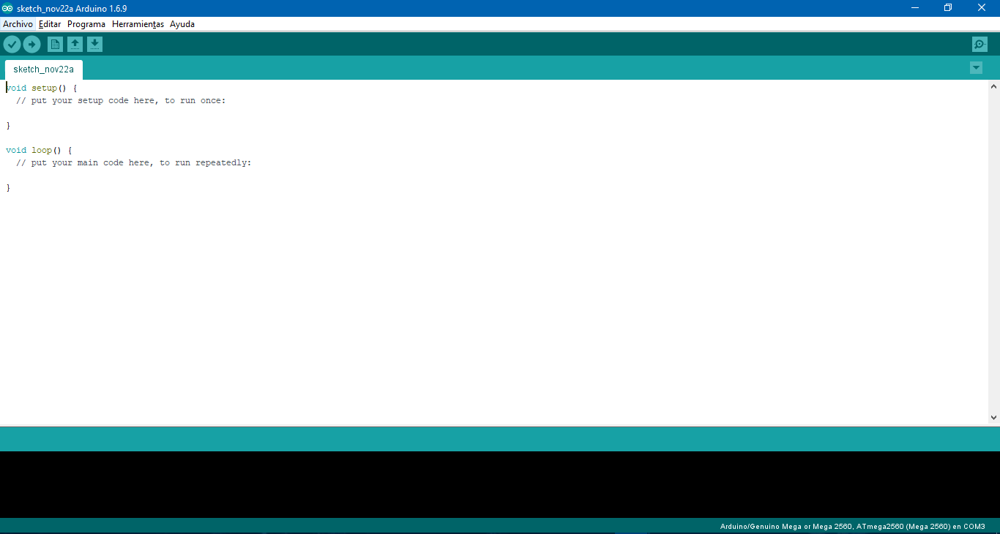 sketch_nov22a Arduino 1.6.9
Archivo Editar Programa Herramientas Ayuda
sketch_nov22a
void setup() {
  // put your setup code here, to run once:
}
void loop() {
  // put your main code here, to run repeatedly:
}
Arduino/Genuino Mega or Mega 2560, ATmega2560 (Mega 2560) en COM3